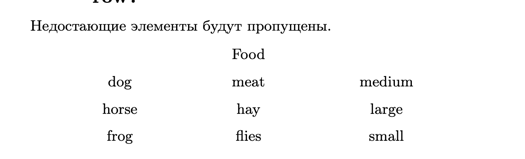 Недостающие элементы будут пропущены.
Food
dog meat medium
horse hay large
frog flies small